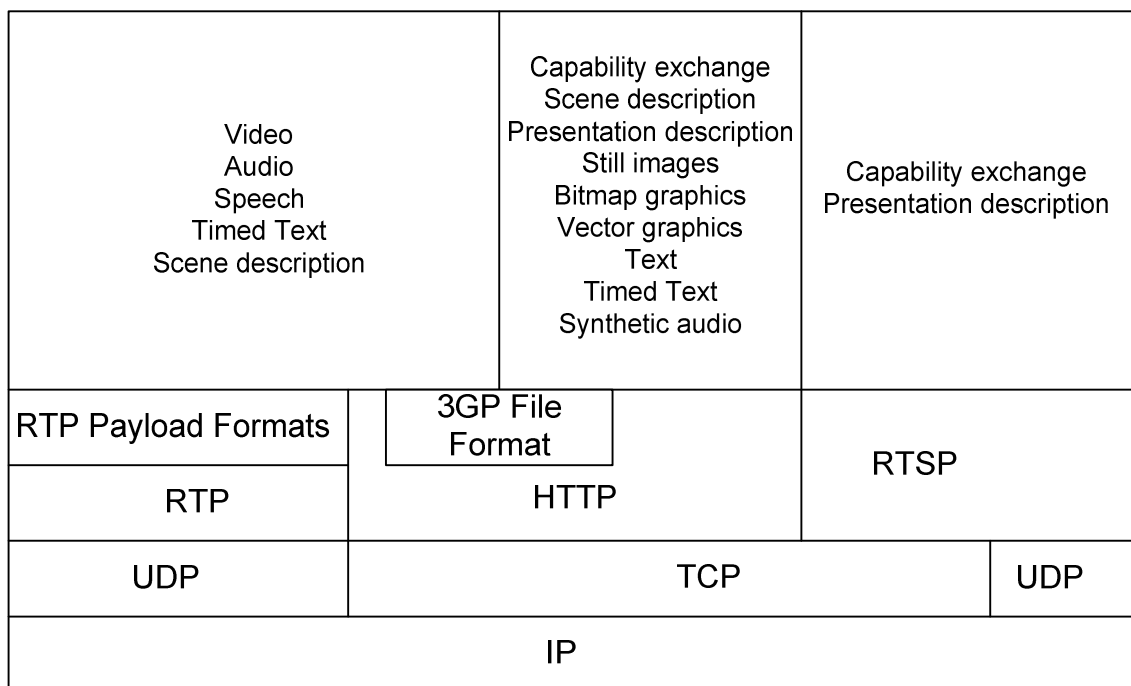 Video
Audio
Speech
Timed Text
Scene description
Capability exchange
Scene description
Presentation description
Still images
Bitmap graphics
Vector graphics
Text
Timed Text
Synthetic audio
Capability exchange
Presentation description
RTP Payload Formats
3GP File
Format
RTSP
RTP
HTTP
UDP
TCP
UDP
IP